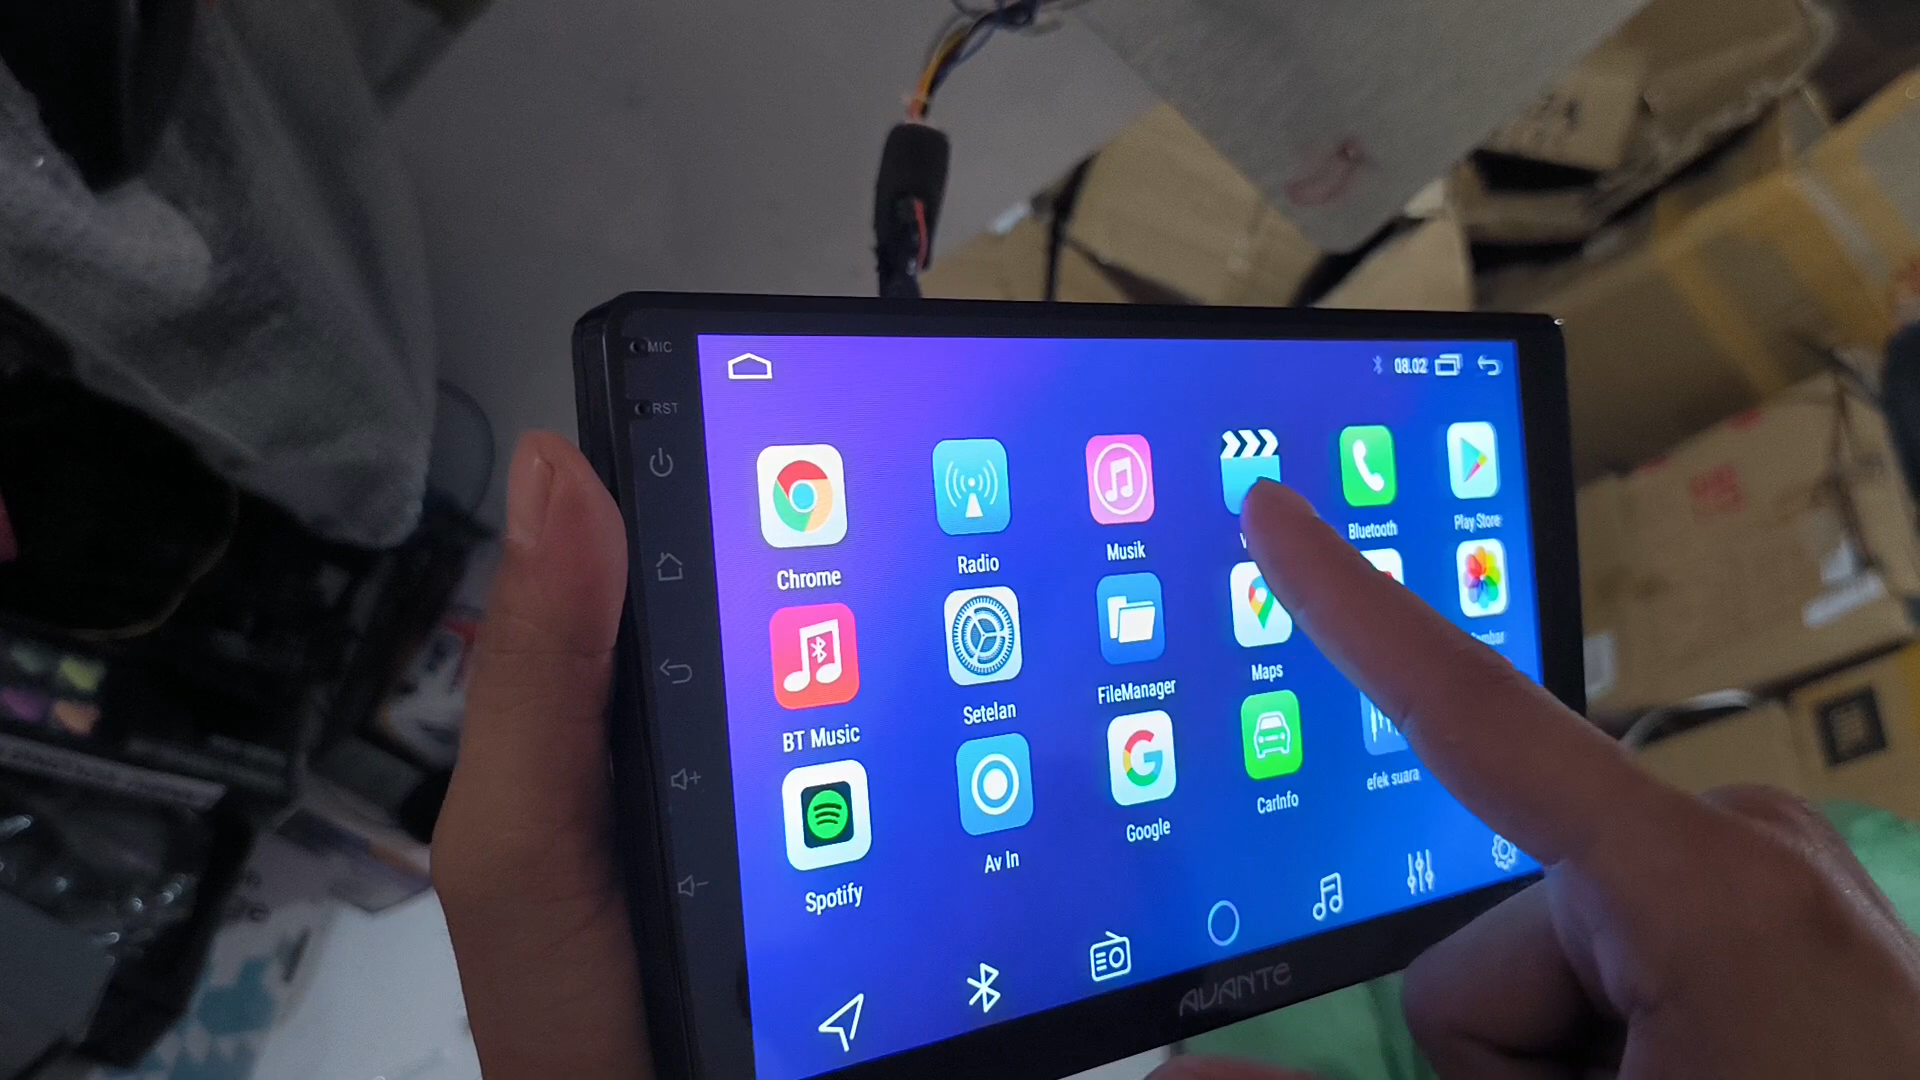 MIC
RST
08.02
Chrome
Radio
Musik
Bluetooth
Play Store
BT Music
Setelan
FileManager
Maps
Spotify
Av In
Google
CarInfo
efek suara
AVANTE